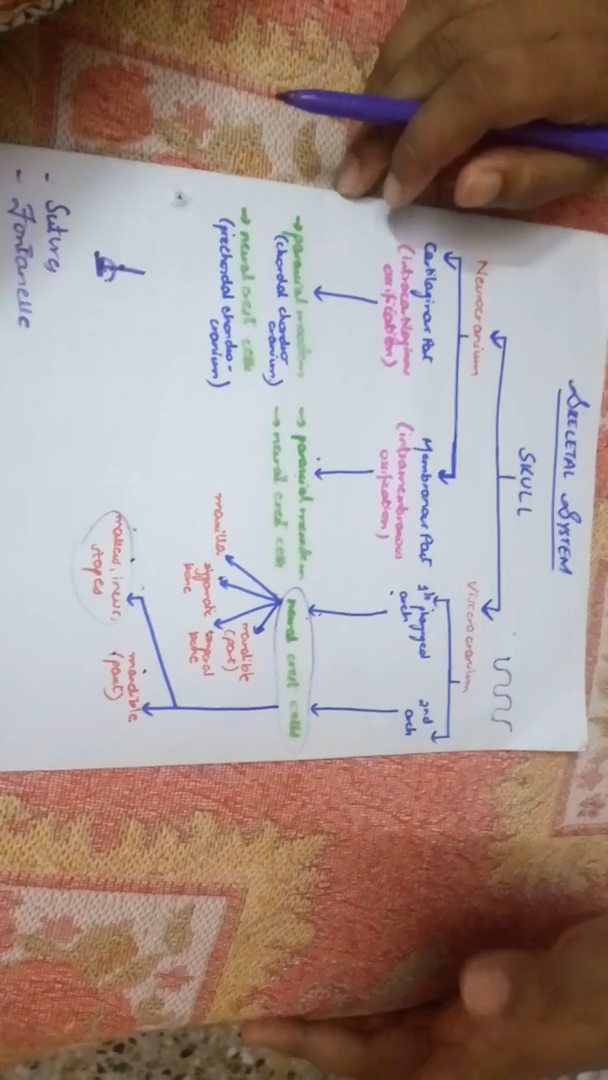 SKELETAL SYSTEM
SKULL
Neurocranium
Viscerocranium
Cartilaginous Part
(intracartilaginous
ossification)
Membranous Part
(intramembranous
ossification)
1st pharyngeal
arch
2nd
arch
→ paraxial mesoderm
(chordal chondro
cranium)
→ neural crest cells
(prechordal chondro-
cranium)
→ paraxial mesoderm
→ neural crest cells
neural crest cells
maxilla
zygomatic
bone
temporal
bone
mandible
(part)
malleus, incus,
stapes
mandible
(part)
- Sutures
- Fontanelle